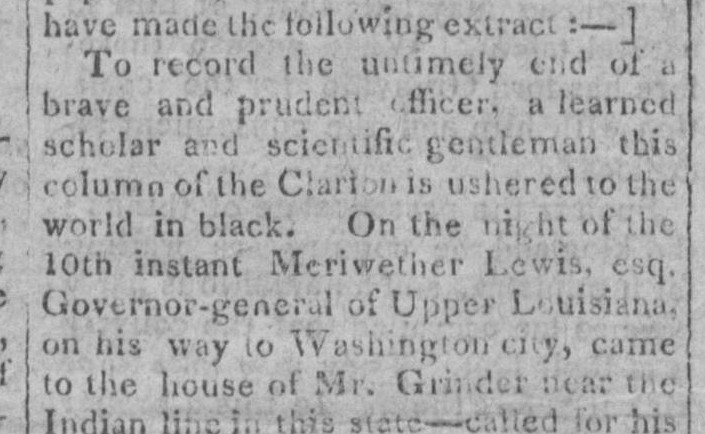 have made the following extract :—]
To record the untimely end of a
brave and prudent officer, a learned
scholar and scientific gentleman this
column of the Clarion is ushered to the
world in black. On the night of the
10th instant Meriwether Lewis, esq.
Governor-general of Upper Louisiana,
on his way to Washington city, came
to the house of Mr. Grinder near the
Indian line in this state—called for his